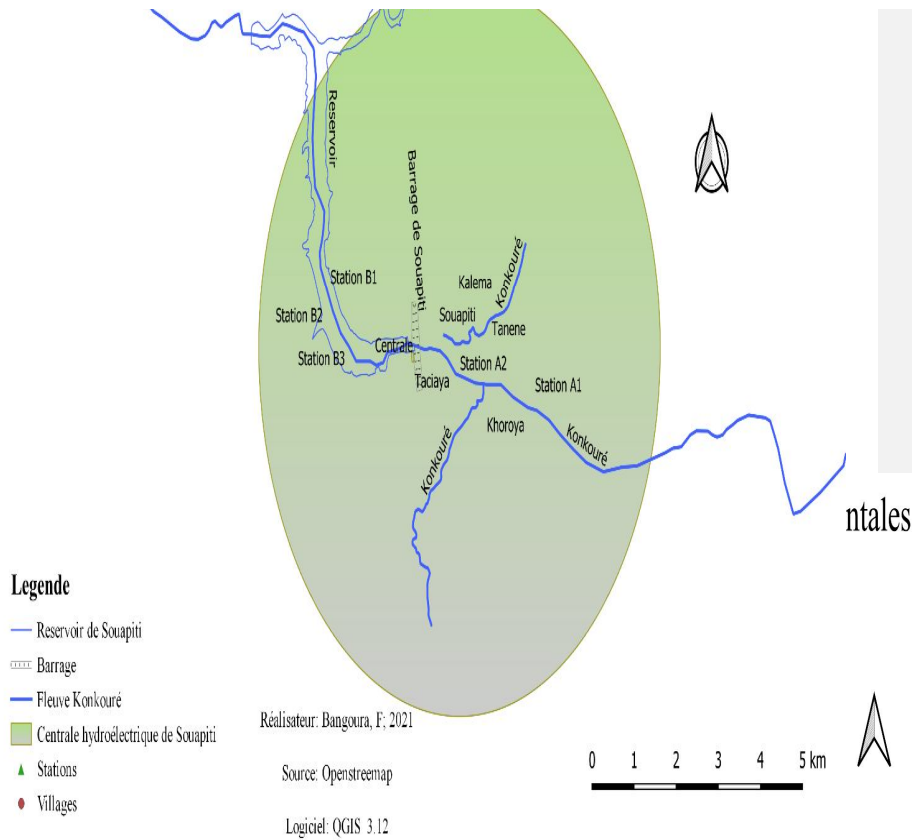 Reservoir
Barrage de Souapiti
Konkouré
Kalema
Station B1
Souapiti
Station B2
Tanene
Centrale
Station B3
Station A2
Taciaya
Station A1
Khoroya
Konkouré
Konkouré
ntales
Legende
Reservoir de Souapiti
Barrage
Fleuve Konkouré
Centrale hydroélectrique de Souapiti
Stations
Villages
Réalisateur: Bangoura, F; 2021
Source: Openstreemap
Logiciel: QGIS 3.12
0 1 2 3 4 5 km